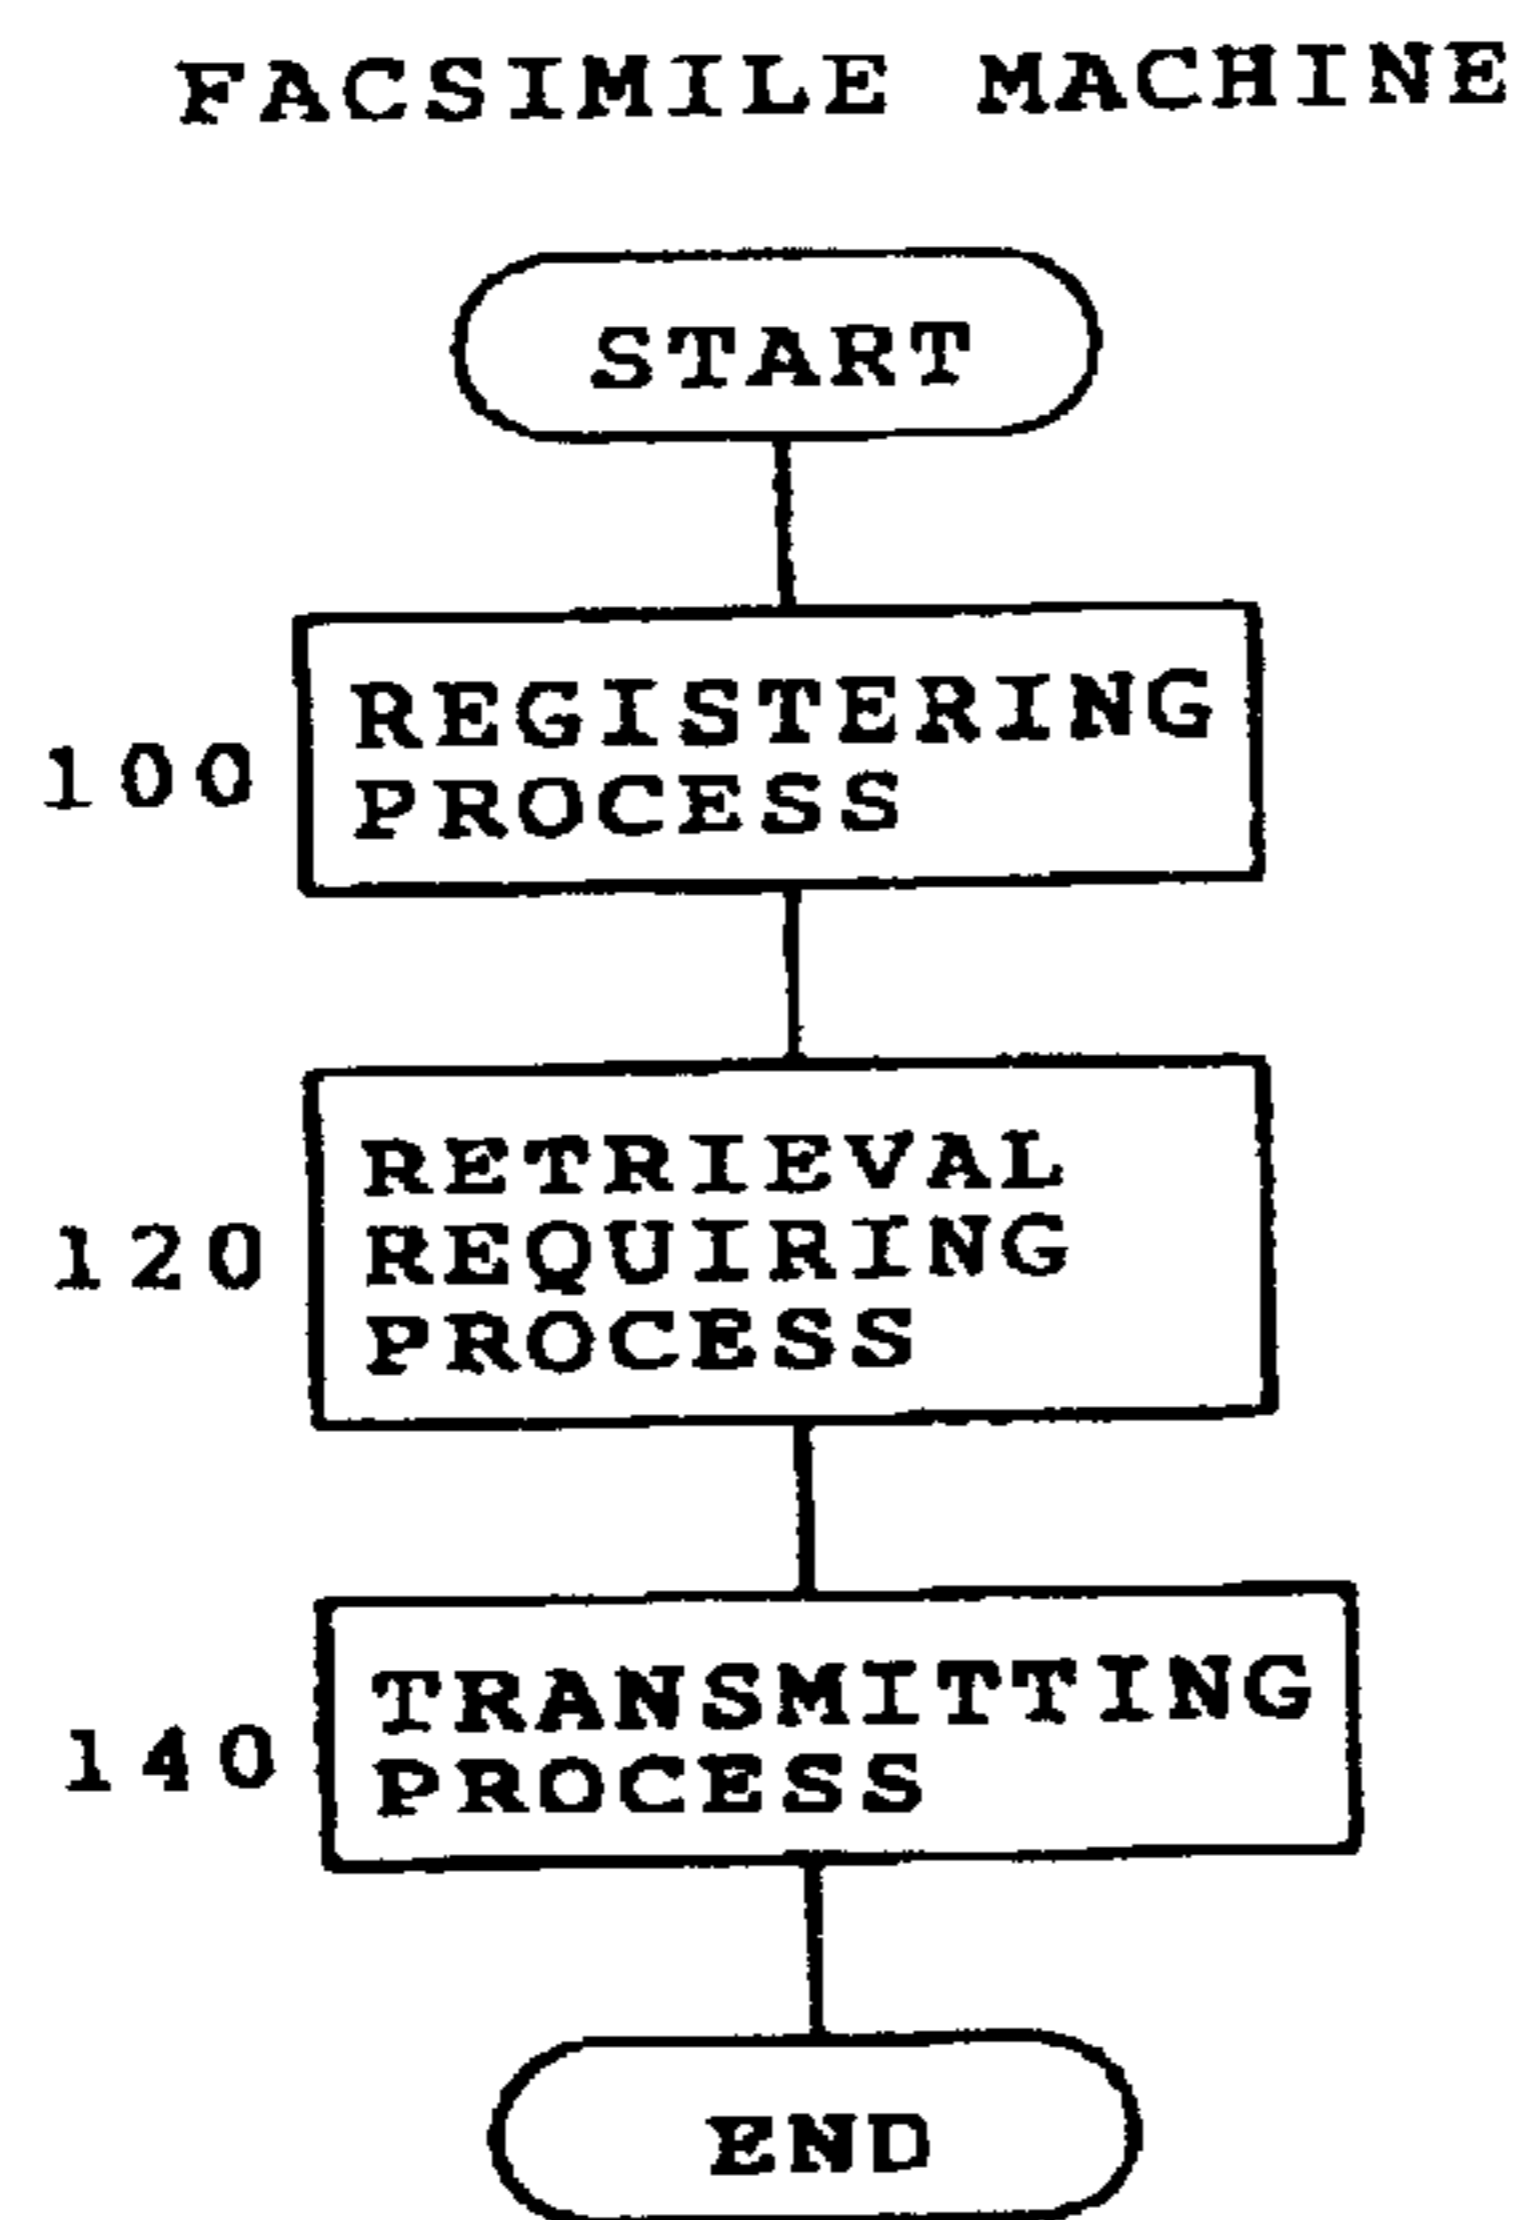 FACSIMILE MACHINE
START
100
REGISTERING
PROCESS
120
RETRIEVAL
REQUIRING
PROCESS
140
TRANSMITTING
PROCESS
END